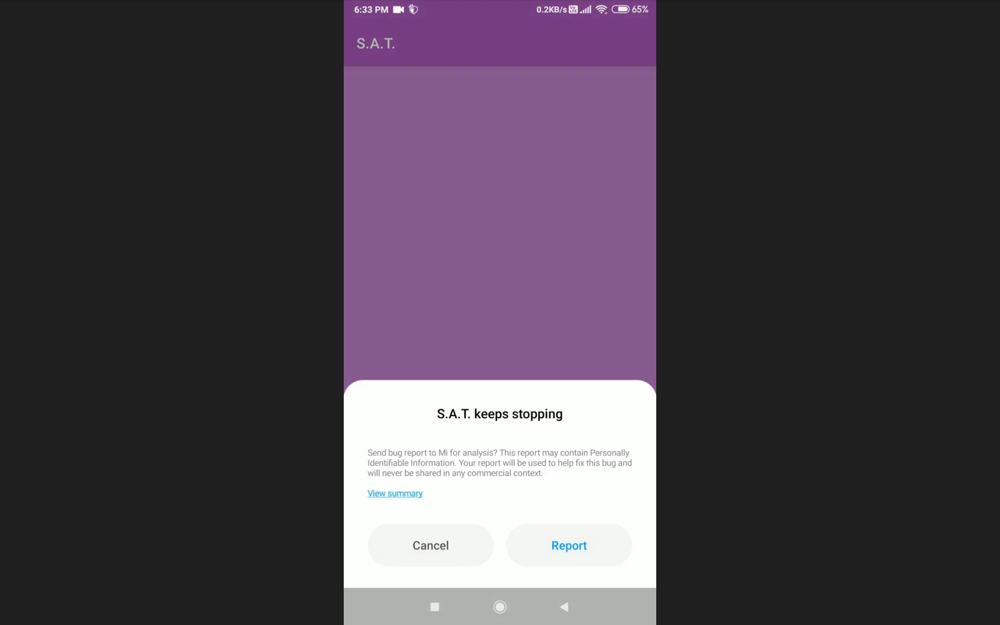 6:33 PM 0.2KB/s Vo LTE 65%
S.A.T.
S.A.T. keeps stopping
Send bug report to Mi for analysis? This report may contain Personally
Identifiable Information. Your report will be used to help fix this bug and
will never be shared in any commercial context.
View summary
Cancel Report